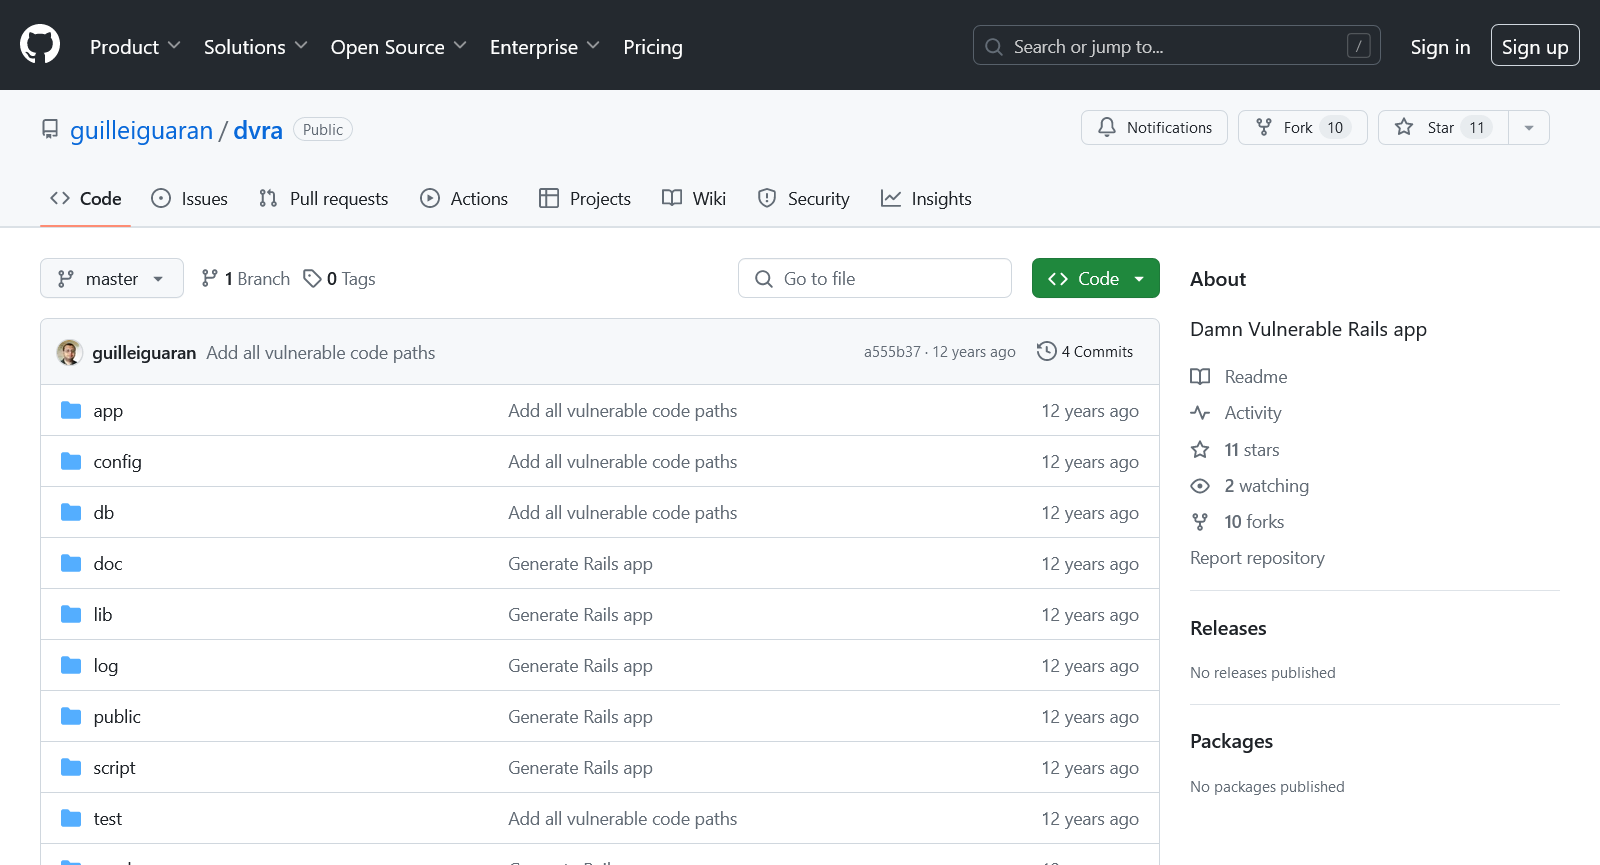 Product Solutions Open Source Enterprise Pricing Search or jump to... / Sign in Sign up
guilleiguaran / dvra Public Notifications Fork 10 Star 11
Code Issues Pull requests Actions Projects Wiki Security Insights
master 1 Branch 0 Tags Go to file Code
guilleiguaran Add all vulnerable code paths a555b37 · 12 years ago 4 Commits
app Add all vulnerable code paths 12 years ago
config Add all vulnerable code paths 12 years ago
db Add all vulnerable code paths 12 years ago
doc Generate Rails app 12 years ago
lib Generate Rails app 12 years ago
log Generate Rails app 12 years ago
public Generate Rails app 12 years ago
script Generate Rails app 12 years ago
test Add all vulnerable code paths 12 years ago
About
Damn Vulnerable Rails app
Readme
Activity
11 stars
2 watching
10 forks
Report repository
Releases
No releases published
Packages
No packages published